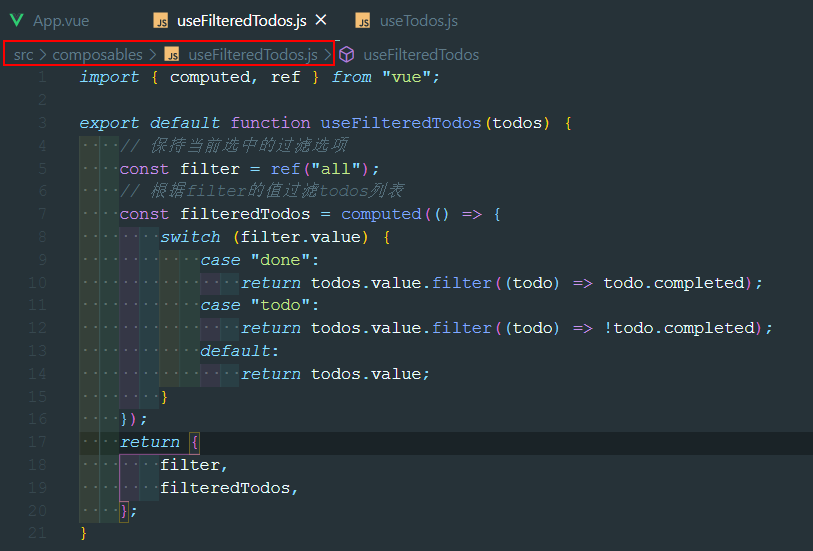 App.vue JS useFilteredTodos.js × JS useTodos.js
src > composables > JS useFilteredTodos.js > useFilteredTodos
1 import { computed, ref } from "vue";
2
3 export default function useFilteredTodos(todos) {
4 // 保持当前选中的过滤选项
5 const filter = ref("all");
6 // 根据filter的值过滤todos列表
7 const filteredTodos = computed(() => {
8 switch (filter.value) {
9 case "done":
10 return todos.value.filter((todo) => todo.completed);
11 case "todo":
12 return todos.value.filter((todo) => !todo.completed);
13 default:
14 return todos.value;
15 }
16 });
17 return {
18 filter,
19 filteredTodos,
20 };
21 }